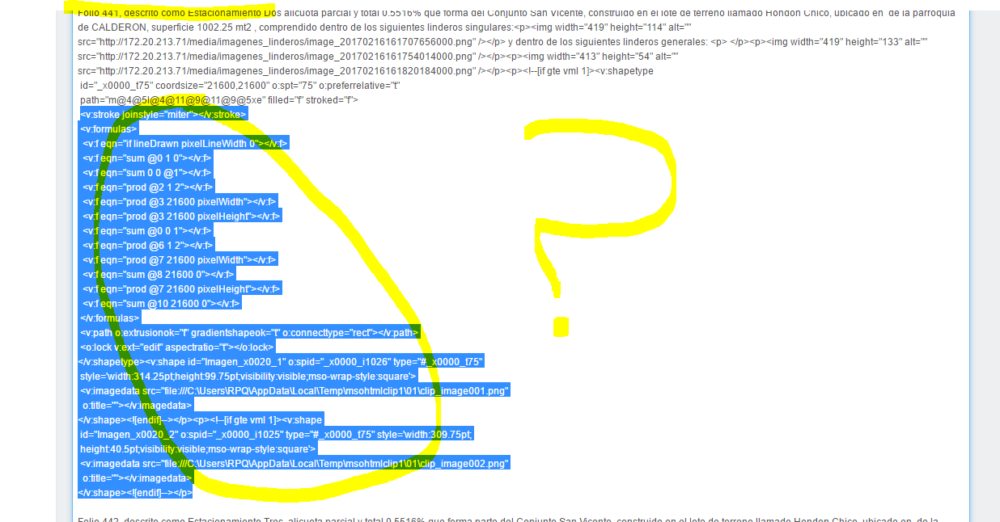 Folio 441, descrito como Estacionamiento Dos alicuota parcial y total 0.5516% que forma del Conjunto San Vicente, construido en el lote de terreno llamado Hondon Chico, ubicado en de la parroquia
de CALDERON, superficie 1002.25 mt2 , comprendido dentro de los siguientes linderos singulares:<p><img width="419" height="114" alt=""
src="http://172.20.213.71/media/imagenes_linderos/image_20170216161707656000.png" /></p> y dentro de los siguientes linderos generales: <p> </p><p><img width="419" height="133" alt=""
src="http://172.20.213.71/media/imagenes_linderos/image_20170216161754014000.png" /></p><p><img width="413" height="54" alt=""
src="http://172.20.213.71/media/imagenes_linderos/image_20170216161820184000.png" /></p><p><!--[if gte vml 1]><v:shapetype
id="_x0000_t75" coordsize="21600,21600" o:spt="75" o:preferrelative="t"
path="m@4@5l@4@11@9@11@9@5xe" filled="f" stroked="f">
<v:stroke joinstyle="miter"></v:stroke>
<v:formulas>
<v:f eqn="if lineDrawn pixelLineWidth 0"></v:f>
<v:f eqn="sum @0 1 0"></v:f>
<v:f eqn="sum 0 0 @1"></v:f>
<v:f eqn="prod @2 1 2"></v:f>
<v:f eqn="prod @3 21600 pixelWidth"></v:f>
<v:f eqn="prod @3 21600 pixelHeight"></v:f>
<v:f eqn="sum @0 0 1"></v:f>
<v:f eqn="prod @6 1 2"></v:f>
<v:f eqn="prod @7 21600 pixelWidth"></v:f>
<v:f eqn="sum @8 21600 0"></v:f>
<v:f eqn="prod @7 21600 pixelHeight"></v:f>
<v:f eqn="sum @10 21600 0"></v:f>
</v:formulas>
<v:path o:extrusionok="f" gradientshapeok="t" o:connecttype="rect"></v:path>
<o:lock v:ext="edit" aspectratio="t"></o:lock>
</v:shapetype><v:shape id="Imagen_x0020_1" o:spid="_x0000_i1026" type="#_x0000_t75"
style='width:314.25pt;height:99.75pt;visibility:visible;mso-wrap-style:square'>
<v:imagedata src="file:///C:\Users\RPQ\AppData\Local\Temp\msohtmlclip1\01\clip_image001.png"
o:title=""></v:imagedata>
</v:shape><![endif]--></p><p><!--[if gte vml 1]><v:shape
id="Imagen_x0020_2" o:spid="_x0000_i1025" type="#_x0000_t75" style='width:309.75pt;
height:40.5pt;visibility:visible;mso-wrap-style:square'>
<v:imagedata src="file:///C:\Users\RPQ\AppData\Local\Temp\msohtmlclip1\01\clip_image002.png"
o:title=""></v:imagedata>
</v:shape><![endif]--></p>
?
Folio 442, descrito como Estacionamiento Tres, alicuota parcial y total 0.5516% que forma parte del Conjunto San Vicente, construido en el lote de terreno llamado Hondon Chico, ubicado en de la